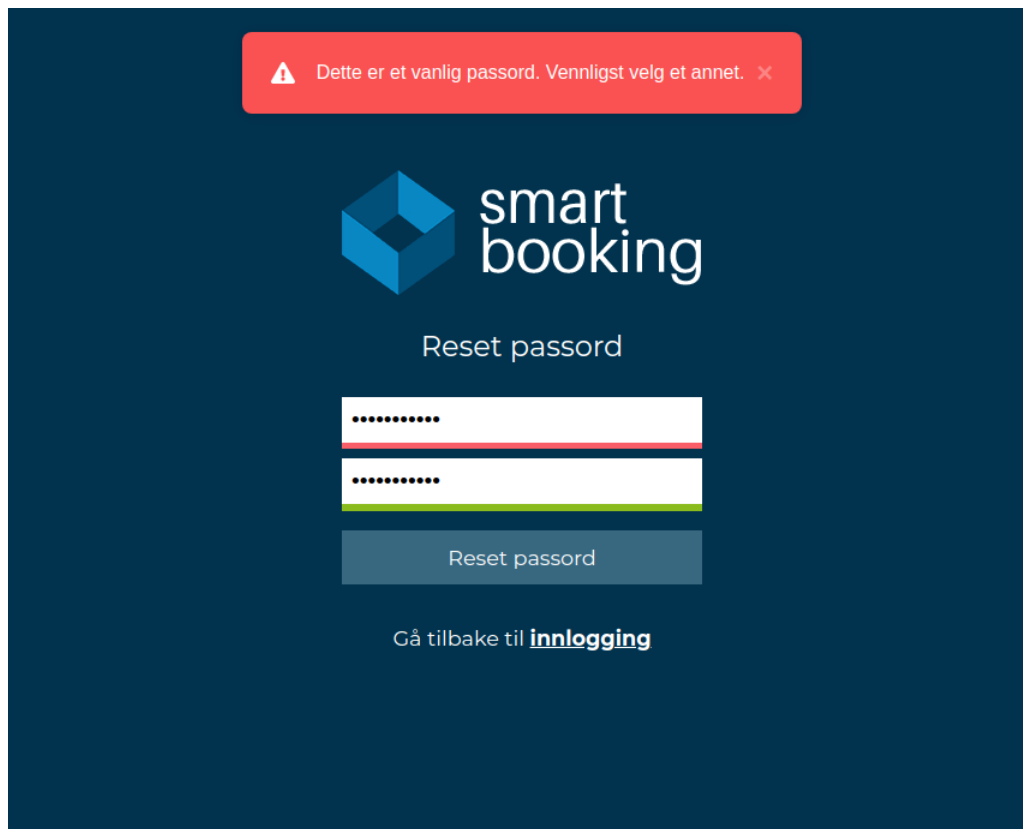 Dette er et vanlig passord. Vennligst velg et annet. ×
smart
booking
Reset passord
•••••••••••
•••••••••••
Reset passord
Gå tilbake til innlogging